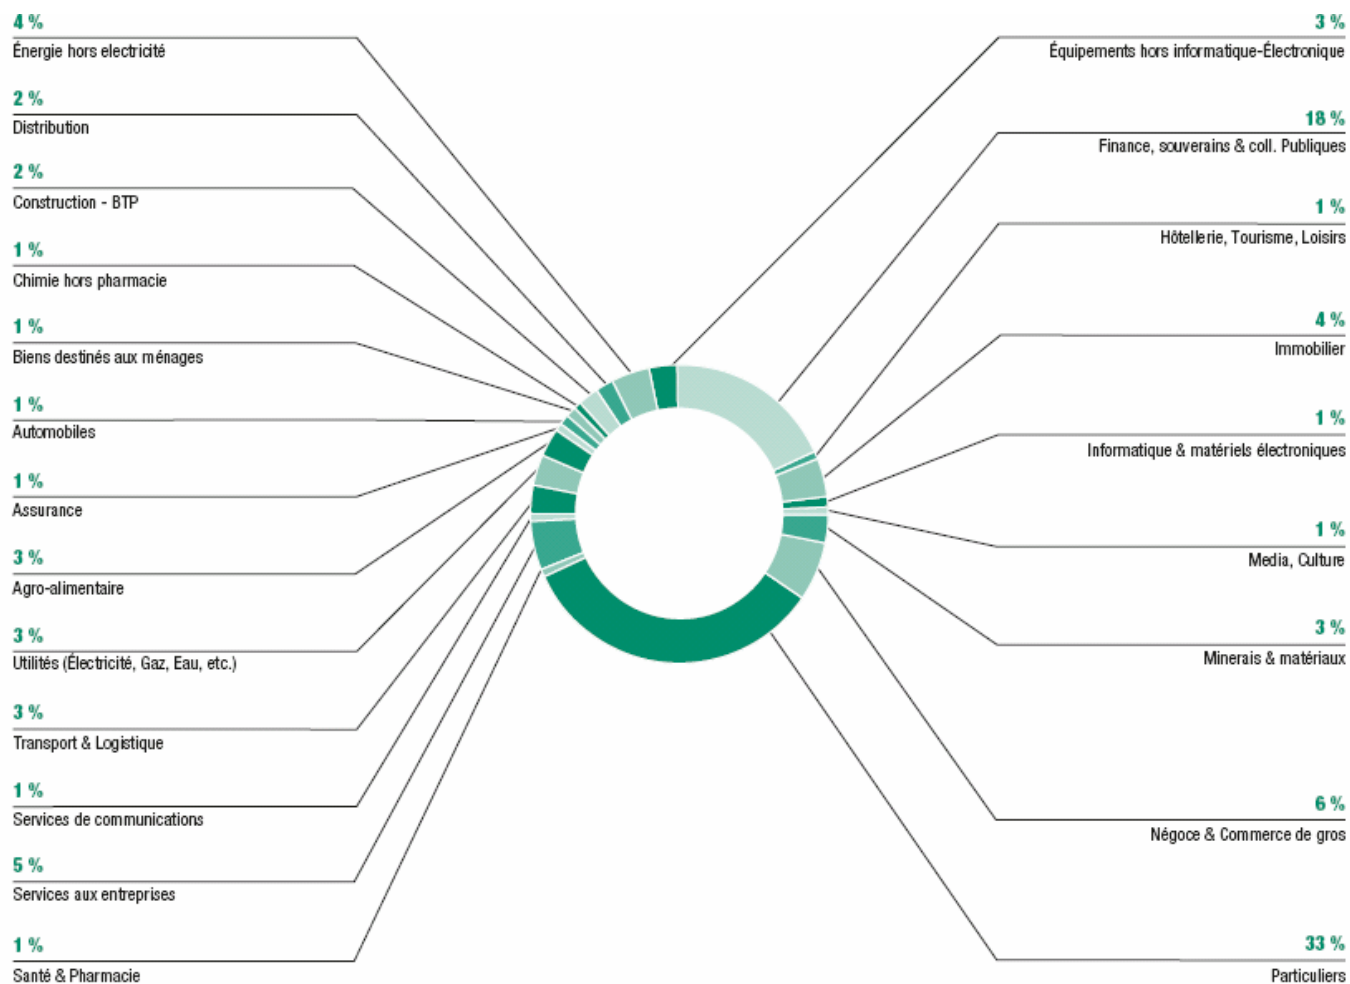 4 %
Énergie hors electricité
2 %
Distribution
2 %
Construction - BTP
1 %
Chimie hors pharmacie
1 %
Biens destinés aux ménages
1 %
Automobiles
1 %
Assurance
3 %
Agro-alimentaire
3 %
Utilités (Électricité, Gaz, Eau, etc.)
3 %
Transport & Logistique
1 %
Services de communications
5 %
Services aux entreprises
1 %
Santé & Pharmacie
3 %
Équipements hors informatique-Électronique
18 %
Finance, souverains & coll. Publiques
1 %
Hôtellerie, Tourisme, Loisirs
4 %
Immobilier
1 %
Informatique & matériels électroniques
1 %
Media, Culture
3 %
Minerais & matériaux
6 %
Négoce & Commerce de gros
33 %
Particuliers